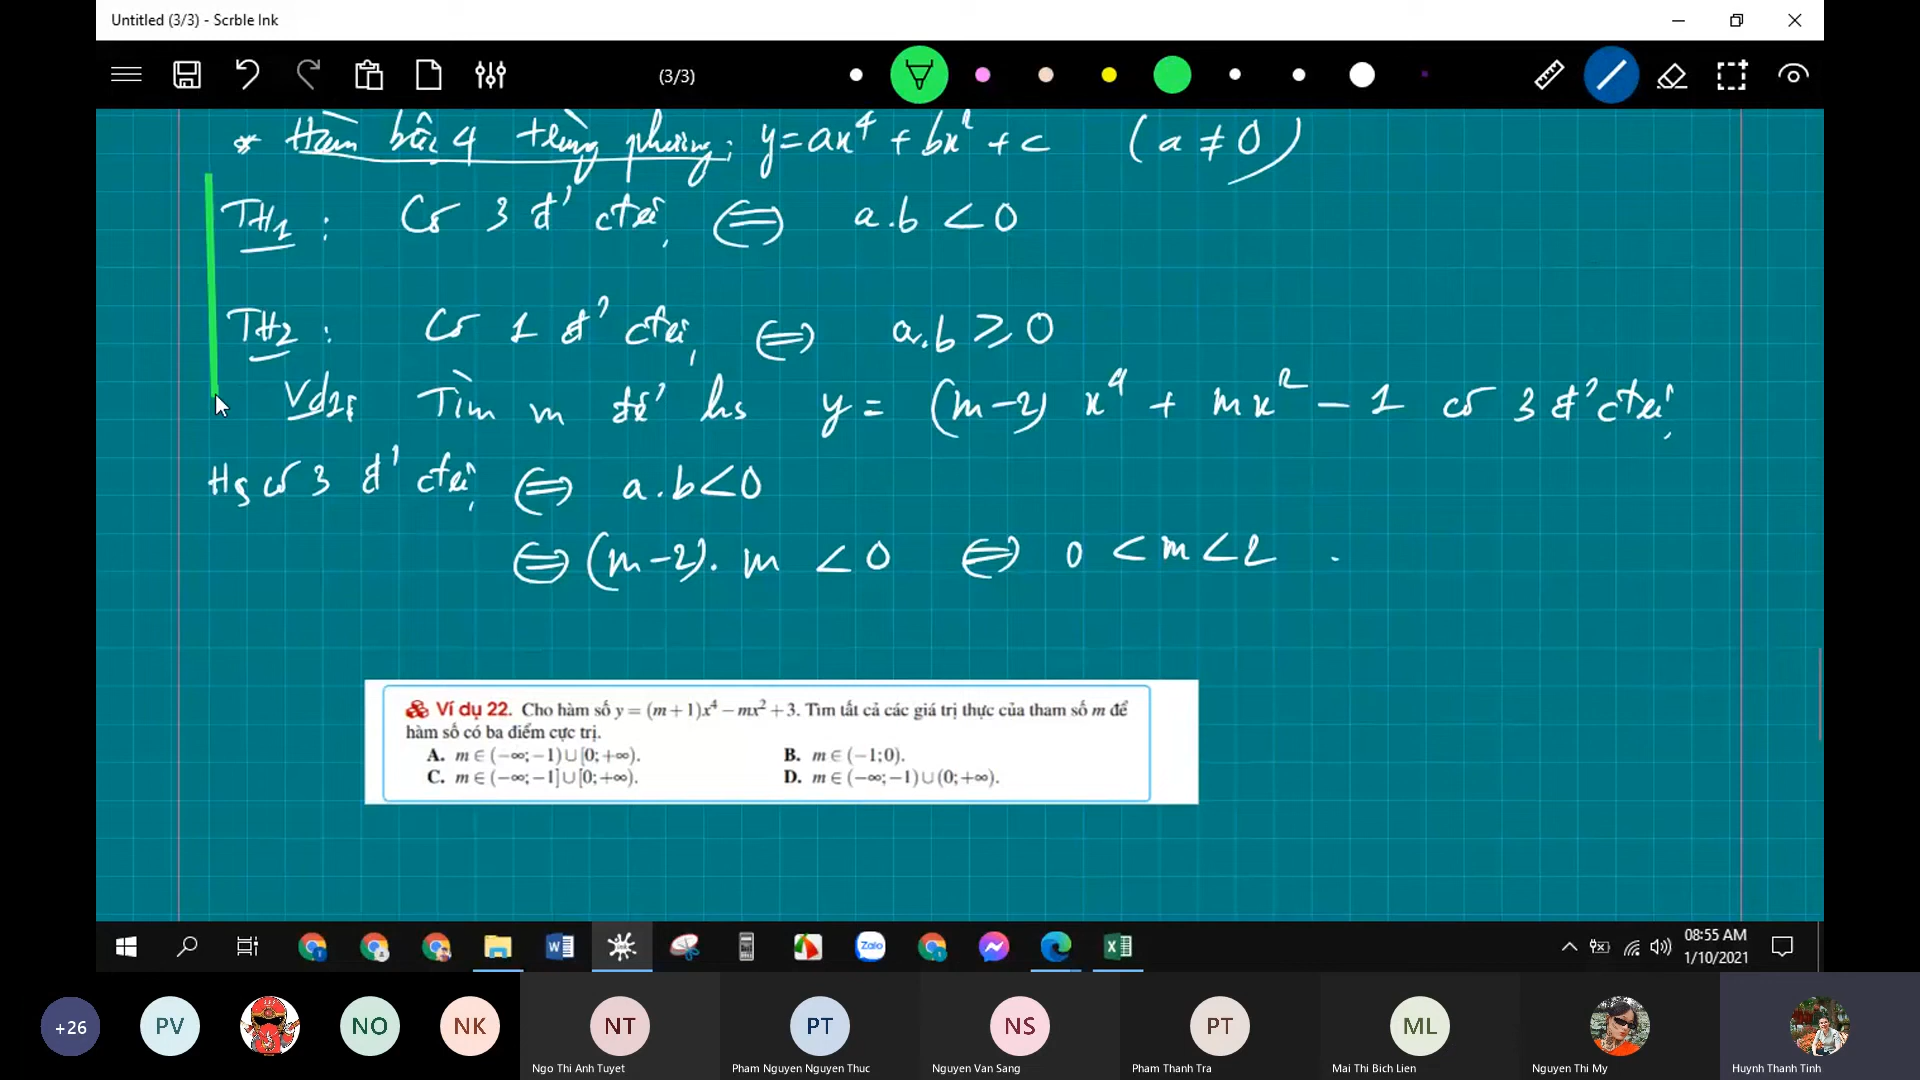 Untitled (3/3) - Scrble Ink
(3/3)
* Hàm bậc 4 trùng phương: y=ax⁴ + bx² + c (a ≠ 0)
TH1 : Có 3 đ' ctrị ⇔ a.b < 0
TH2 : Có 1 đ' ctrị ⇔ a.b ⩾ 0
Vd1: Tìm m để hs y = (m-2) x⁴ + mx² - 1 có 3 đ' ctrị
Hs có 3 đ' ctrị ⇔ a.b<0
⇔ (m-2). m < 0 ⇔ 0 < m < 2 .
Ví dụ 22. Cho hàm số y = (m+1)x⁴ − mx² + 3. Tìm tất cả các giá trị thực của tham số m để
hàm số có ba điểm cực trị.
A. m ∈ (−∞; −1) ∪ [0; +∞). B. m ∈ (−1; 0).
C. m ∈ (−∞; −1] ∪ [0; +∞). D. m ∈ (−∞; −1) ∪ (0; +∞).
Zalo
08:55 AM
1/10/2021
+26 PV NO NK NT PT NS PT ML
Ngo Thi Anh Tuyet Pham Nguyen Nguyen Thuc Nguyen Van Sang Pham Thanh Tra Mai Thi Bich Lien Nguyen Thi My Huynh Thanh Tinh